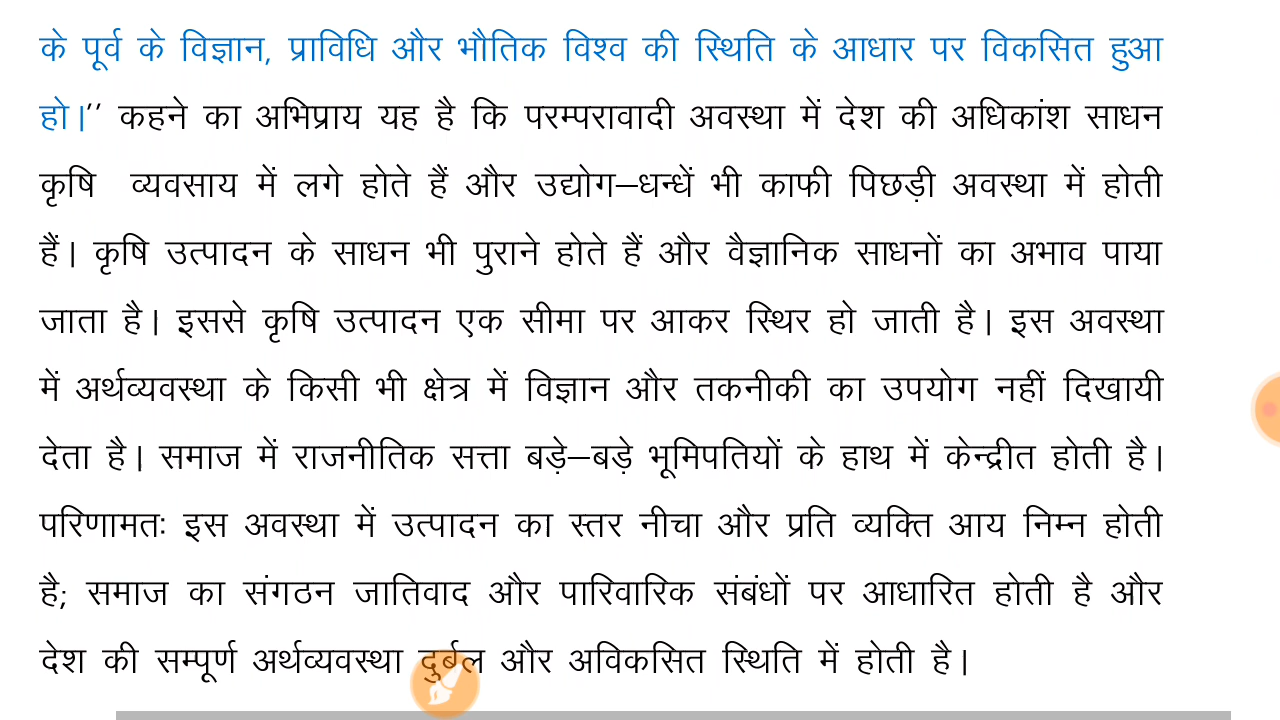 के पूर्व के विज्ञान, प्राविधि और भौतिक विश्व की स्थिति के आधार पर विकसित हुआ
हो।’’ कहने का अभिप्राय यह है कि परम्परावादी अवस्था में देश की अधिकांश साधन
कृषि व्यवसाय में लगे होते हैं और उद्योग–धन्धें भी काफी पिछड़ी अवस्था में होती
हैं। कृषि उत्पादन के साधन भी पुराने होते हैं और वैज्ञानिक साधनों का अभाव पाया
जाता है। इससे कृषि उत्पादन एक सीमा पर आकर स्थिर हो जाती है। इस अवस्था
में अर्थव्यवस्था के किसी भी क्षेत्र में विज्ञान और तकनीकी का उपयोग नहीं दिखायी
देता है। समाज में राजनीतिक सत्ता बड़े–बड़े भूमिपतियों के हाथ में केन्द्रीत होती है।
परिणामतः इस अवस्था में उत्पादन का स्तर नीचा और प्रति व्यक्ति आय निम्न होती
है; समाज का संगठन जातिवाद और पारिवारिक संबंधों पर आधारित होती है और
देश की सम्पूर्ण अर्थव्यवस्था दुर्बल और अविकसित स्थिति में होती है।